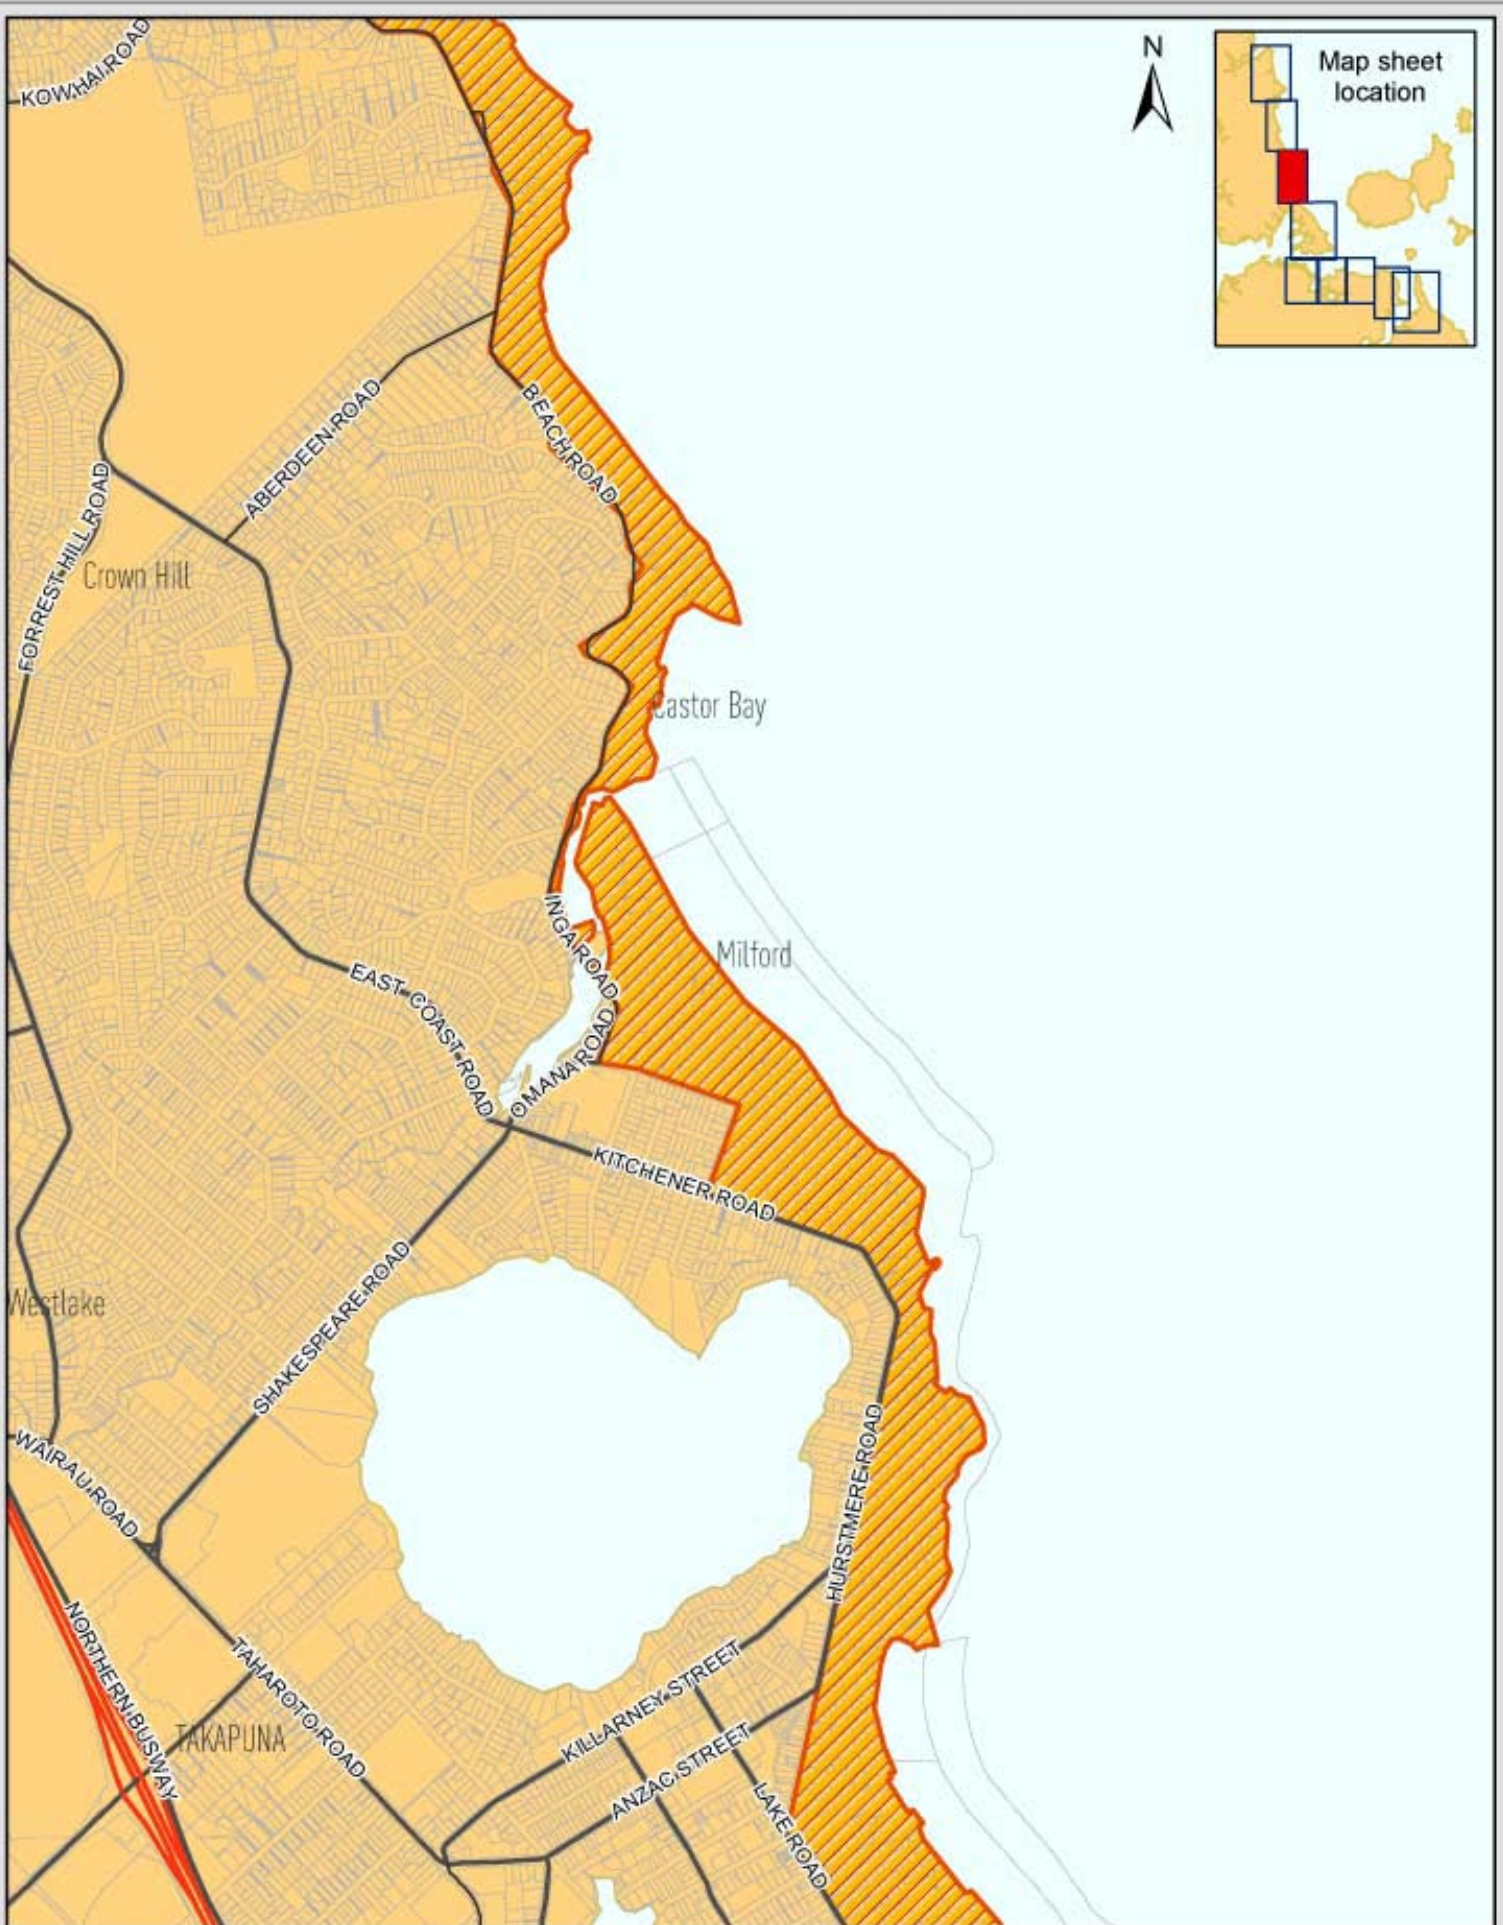 N
Map sheet
location
KOWHAI ROAD
BEACH ROAD
ABERDEEN ROAD
FORREST HILL ROAD
Crown Hill
Castor Bay
INGA ROAD
Milford
EAST COAST ROAD
OMANA ROAD
KITCHENER ROAD
SHAKESPEARE ROAD
Westlake
WAIRAU ROAD
HURSTMERE ROAD
NORTHERN BUSWAY
TAHAROTO ROAD
TAKAPUNA
KILLARNEY STREET
ANZAC STREET
LAKE ROAD